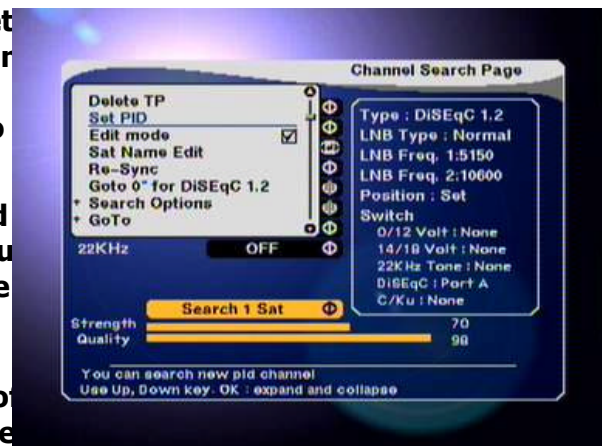 Channel Search Page
Delete TP
Set PID
Edit mode
Sat Name Edit
Re-Sync
Goto 0° for DiSEqC 1.2
+ Search Options
+ GoTo
22KHz OFF
Type : DiSEqC 1.2
LNB Type : Normal
LNB Freq. 1:5150
LNB Freq. 2:10600
Position : Set
Switch
0/12 Volt : None
14/18 Volt : None
22KHz Tone : None
DiSEqC : Port A
C/Ku : None
Search 1 Sat
Strength 70
Quality 98
You can search new pid channel
Use Up, Down key. OK : expand and collapse